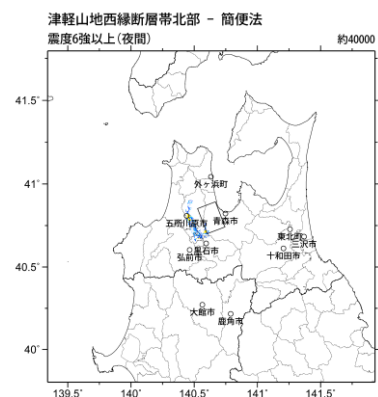 津軽山地西縁断層帯北部 - 簡便法
震度6強以上（夜間）
約40000
41.5°
外ヶ浜町
41°
五所川原市
青森市
東北町
三沢市
黒石市
弘前市
十和田市
40.5°
大館市
鹿角市
40°
139.5°
140.0°
140.5°
141.0°
141.5°